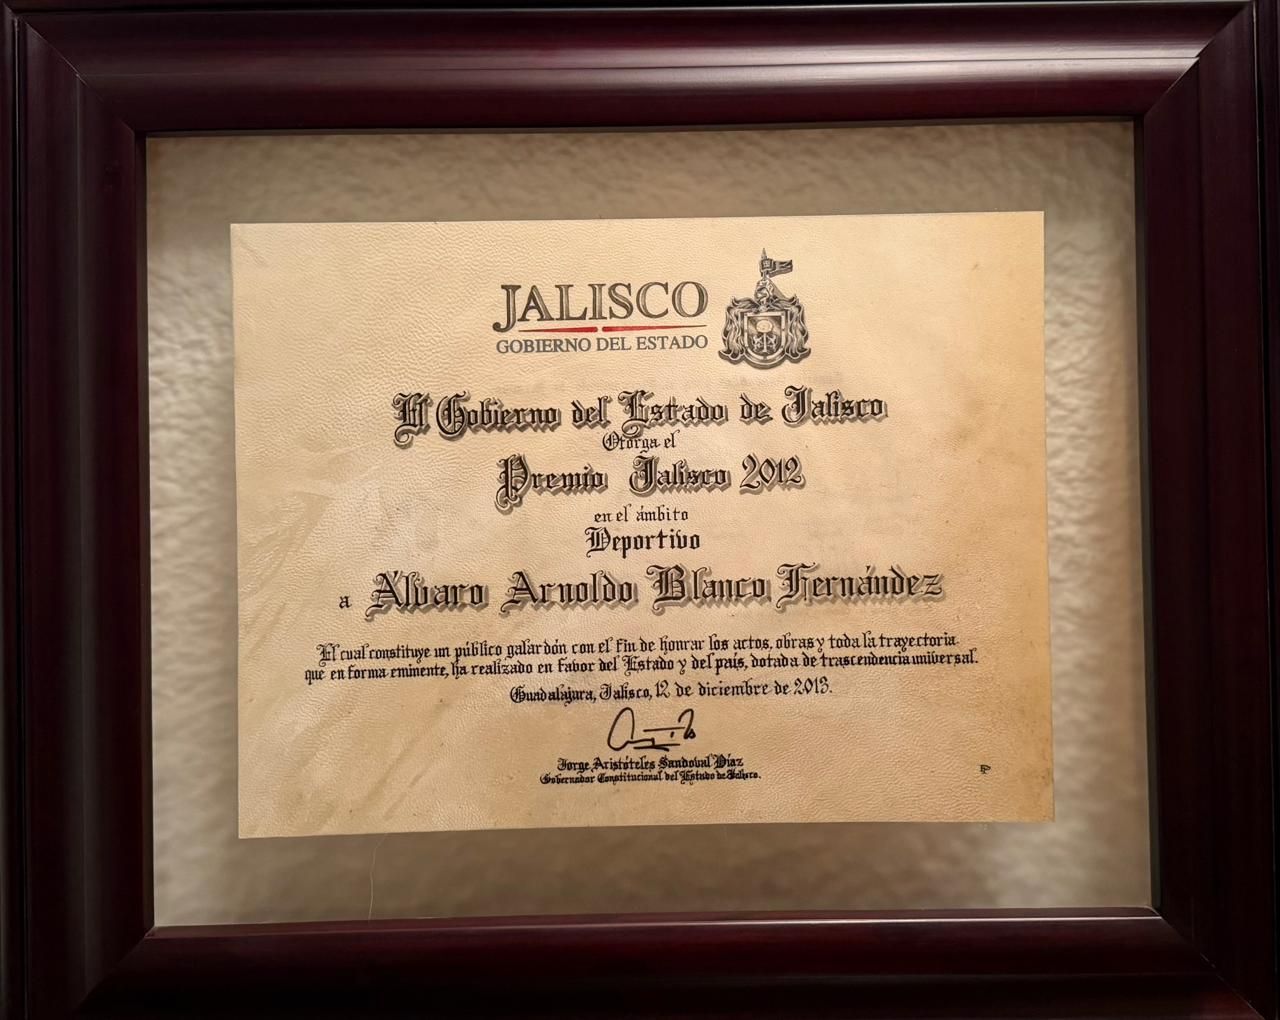 JALISCO
GOBIERNO DEL ESTADO
El Gobierno del Estado de Jalisco
Otorga el
Premio Jalisco 2012
en el ámbito
Deportivo
a Álvaro Arnoldo Blanco Fernández
El cual constituye un público galardón con el fin de honrar los actos, obras y toda la trayectoria
que en forma eminente, ha realizado en favor del Estado y del país, dotada de trascendencia universal.
Guadalajara, Jalisco, 12 de diciembre de 2013.
Jorge Aristóteles Sandoval Díaz
Gobernador Constitucional del Estado de Jalisco.